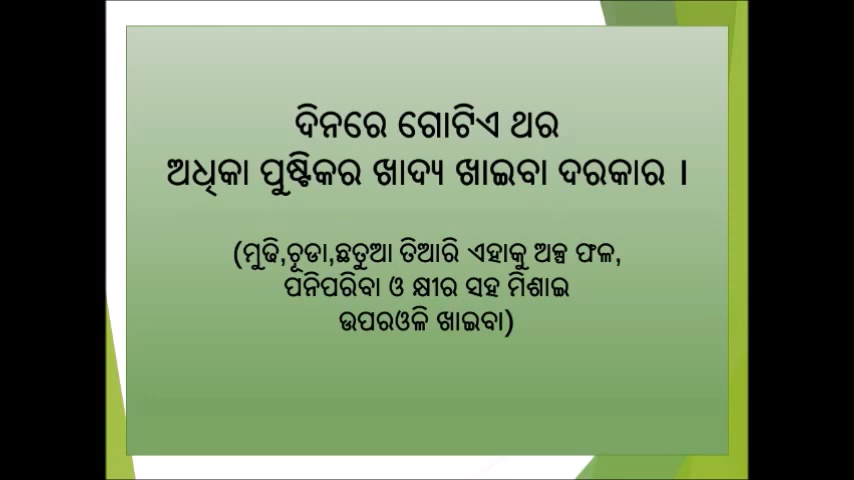 ଦିନରେ ଗୋଟିଏ ଥର
ଅଧିକା ପୁଷ୍ଟିକର ଖାଦ୍ୟ ଖାଇବା ଦରକାର ।
(ମୁଢି,ଚୂଡା,ଛତୁଆ ତିଆରି ଏହାକୁ ଅଳ୍ପ ଫଳ,
ପନିପରିବା ଓ କ୍ଷୀର ସହ ମିଶାଇ
ଉପରଓଳି ଖାଇବା)